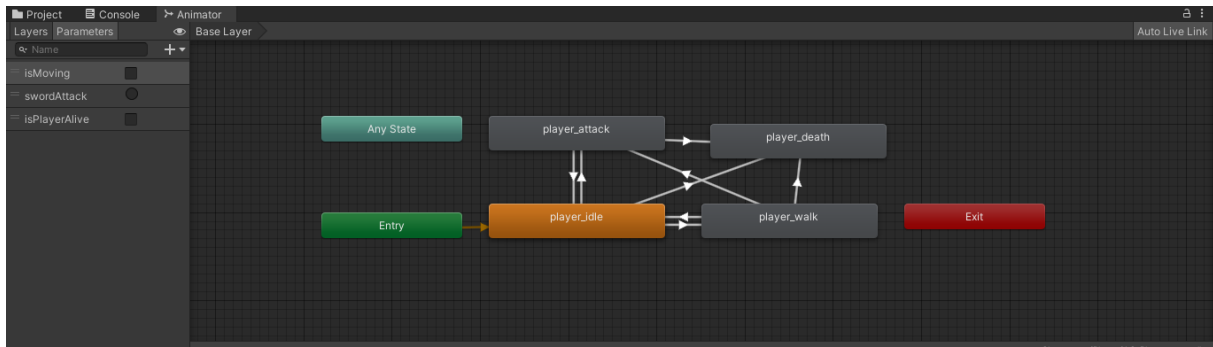 Project Console Animator
Layers Parameters Base Layer Auto Live Link
Name
isMoving
swordAttack
isPlayerAlive
Any State player_attack player_death
Entry player_idle player_walk Exit